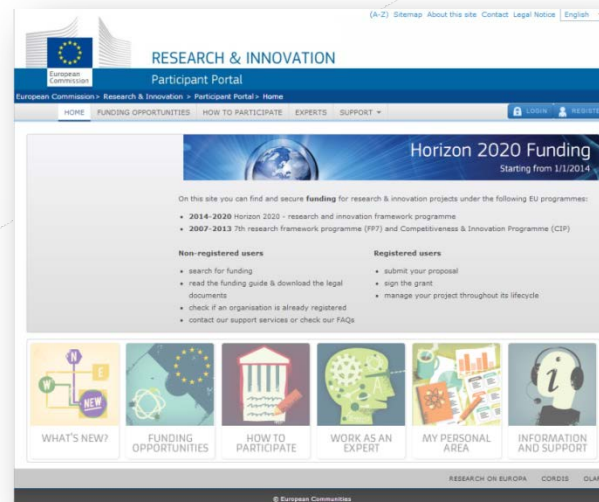 (A-Z) Sitemap About this site Contact Legal Notice English
European
Commission
RESEARCH & INNOVATION
Participant Portal
European Commission > Research & Innovation > Participant Portal > Home
HOME FUNDING OPPORTUNITIES HOW TO PARTICIPATE EXPERTS SUPPORT LOGIN REGISTE
Horizon 2020 Funding
Starting from 1/1/2014
On this site you can find and secure funding for research & innovation projects under the following EU programmes:
• 2014-2020 Horizon 2020 - research and innovation framework programme
• 2007-2013 7th research framework programme (FP7) and Competitiveness & Innovation Programme (CIP)
Non-registered users
• search for funding
• read the funding guide & download the legal
documents
• check if an organisation is already registered
• contact our support services or check our FAQs
Registered users
• submit your proposal
• sign the grant
• manage your project throughout its lifecycle
N
W
E
NEW
i
WHAT'S NEW?
FUNDING
OPPORTUNITIES
HOW TO
PARTICIPATE
WORK AS AN
EXPERT
MY PERSONAL
AREA
INFORMATION
AND SUPPORT
RESEARCH ON EUROPA CORDIS OLAF
© European Communities